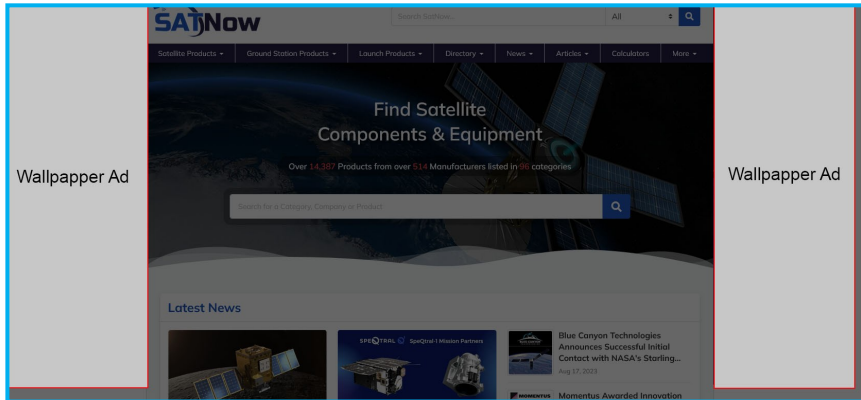 SATNow
Search SatNow...
All
Satellite Products
Ground Station Products
Launch Products
Directory
News
Articles
Calculators
More
Find Satellite
Components & Equipment
Over 14,387 Products from over 514 Manufacturers listed in 96 categories
Wallpapper Ad
Wallpapper Ad
Search for a Category, Company or Product
Latest News
SPEQTRAL SpeQtral-1 Mission Partners
Blue Canyon Technologies
Announces Successful Initial
Contact with NASA's Starling...
Aug 17, 2023
MOMENTUS
Momentus Awarded Innovation